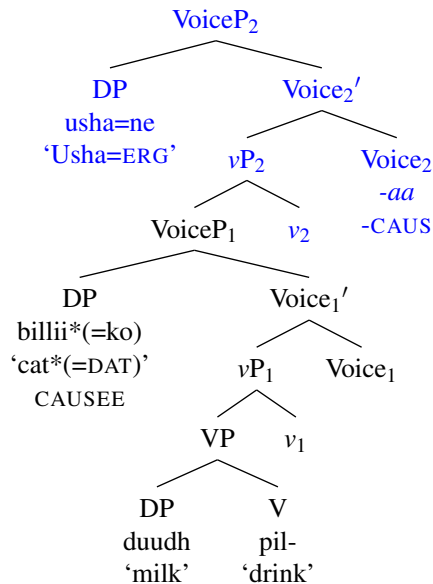 VoiceP₂
DP Voice₂′
usha=ne
‘Usha=ERG’ vP₂ Voice₂
-aa
VoiceP₁ v₂ -CAUS
DP Voice₁′
billii*(=ko)
‘cat*(=DAT)’ vP₁ Voice₁
CAUSEE
VP v₁
DP V
duudh pil-
‘milk’ ‘drink’